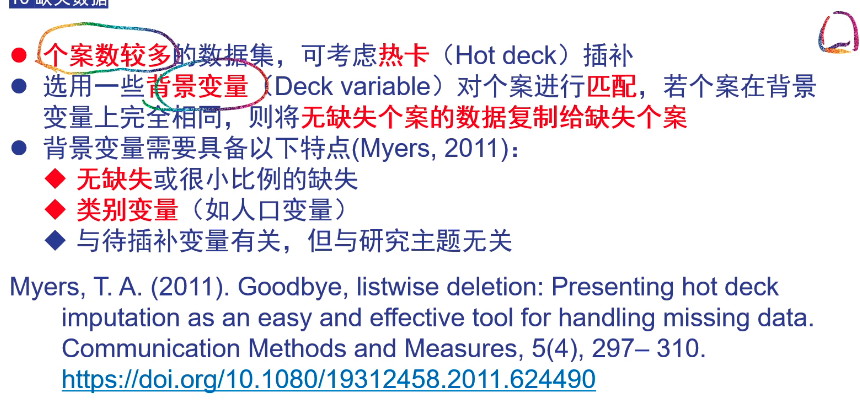 10 缺失数据
个案数较多的数据集，可考虑热卡（Hot deck）插补
选用一些背景变量（Deck variable）对个案进行匹配，若个案在背景
变量上完全相同，则将无缺失个案的数据复制给缺失个案
背景变量需要具备以下特点(Myers, 2011)：
无缺失或很小比例的缺失
类别变量（如人口变量）
与待插补变量有关，但与研究主题无关
Myers, T. A. (2011). Goodbye, listwise deletion: Presenting hot deck
imputation as an easy and effective tool for handling missing data.
Communication Methods and Measures, 5(4), 297– 310.
https://doi.org/10.1080/19312458.2011.624490